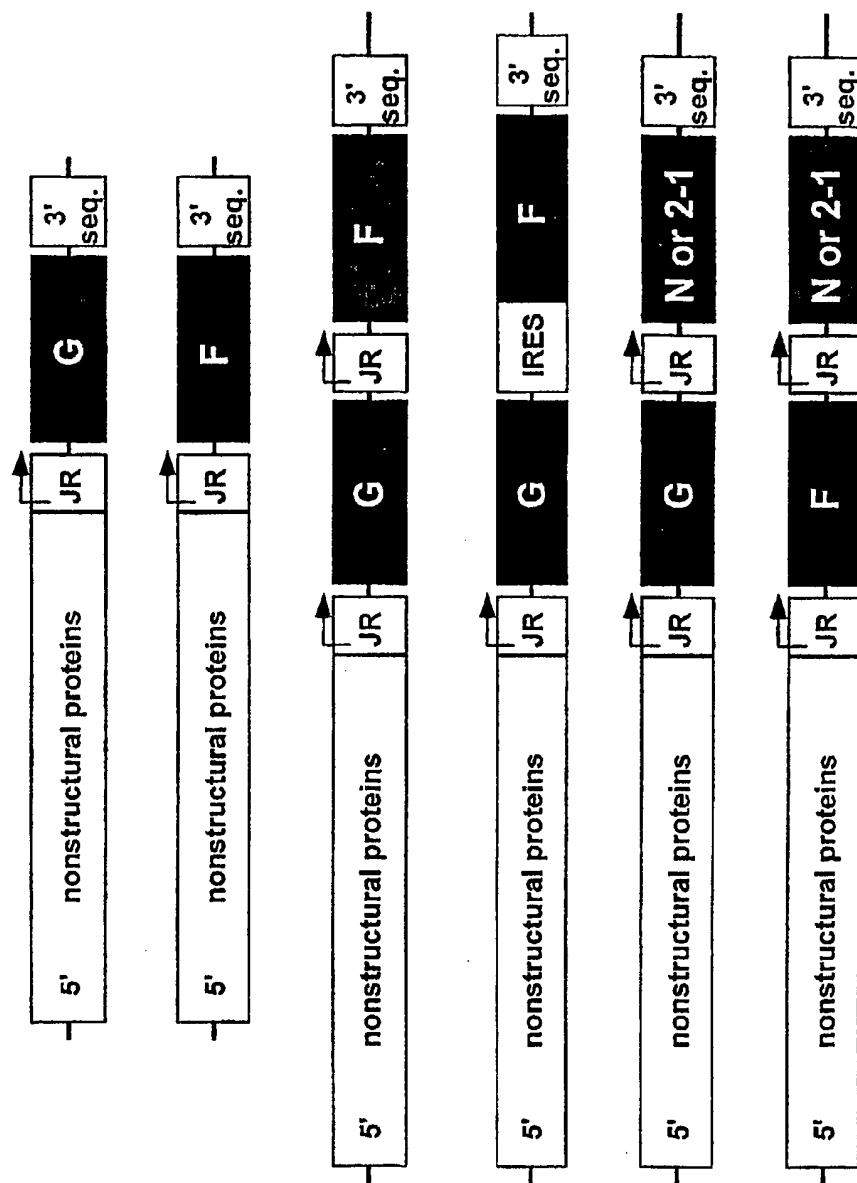 5' nonstructural proteins JR G 3' seq.
5' nonstructural proteins JR F 3' seq.
5' nonstructural proteins JR G JR F 3' seq.
5' nonstructural proteins JR G IRES F 3' seq.
5' nonstructural proteins JR G JR N or 2-1 3' seq.
5' nonstructural proteins JR F JR N or 2-1 3' seq.